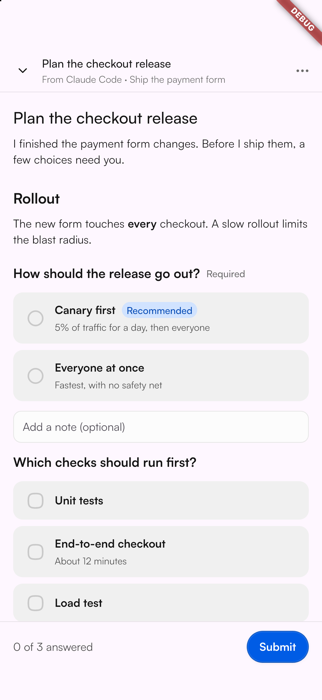 DEBUG
Plan the checkout release
From Claude Code · Ship the payment form
Plan the checkout release
I finished the payment form changes. Before I ship them, a
few choices need you.
Rollout
The new form touches every checkout. A slow rollout limits
the blast radius.
How should the release go out? Required
Canary first Recommended
5% of traffic for a day, then everyone
Everyone at once
Fastest, with no safety net
Add a note (optional)
Which checks should run first?
Unit tests
End-to-end checkout
About 12 minutes
Load test
0 of 3 answered
Submit